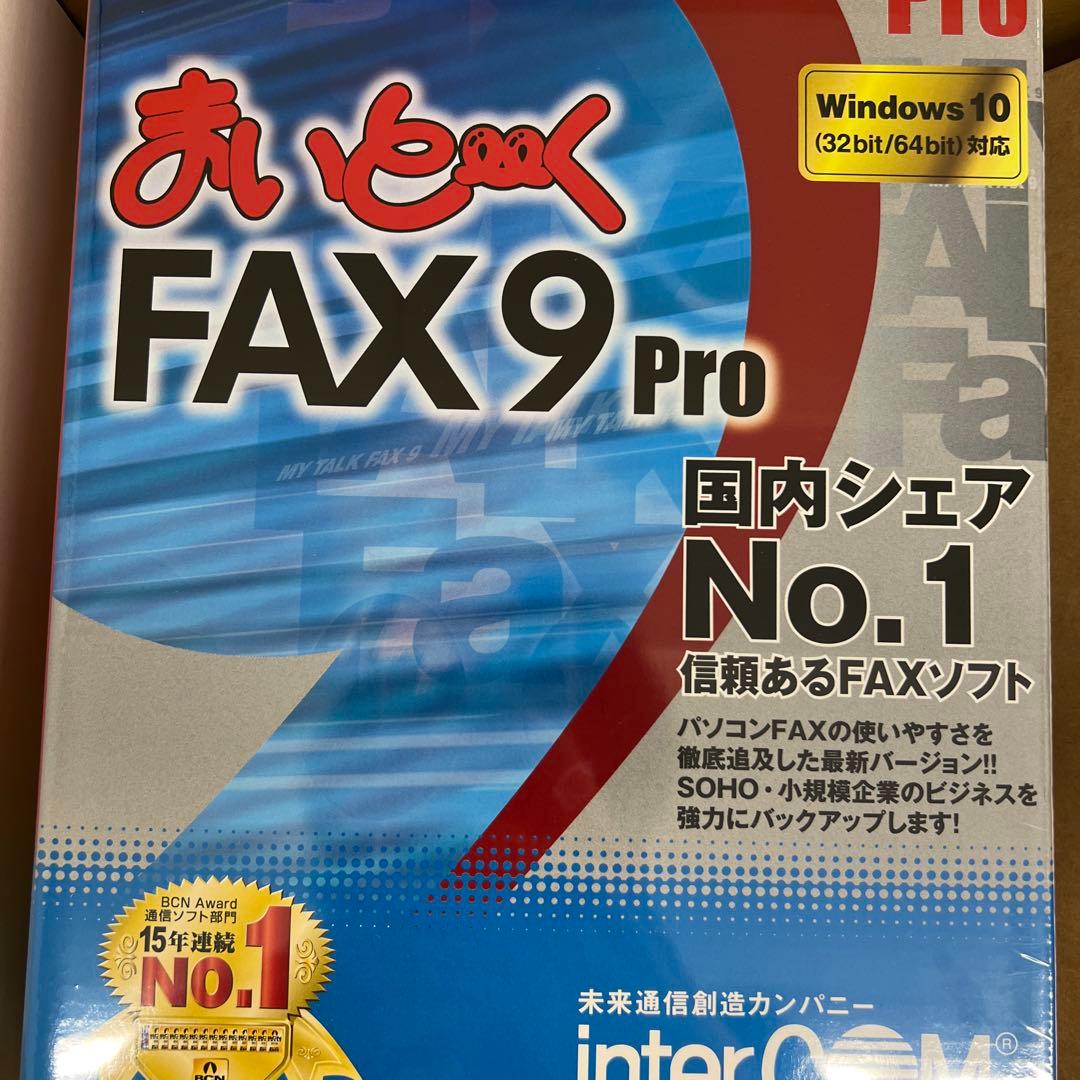 Pro
Windows 10
(32bit/64bit) 対応
まいと〜く
FAX 9 Pro
MY TALK FAX 9
国内シェア
No.1
信頼あるFAXソフト
パソコンFAXの使いやすさを
徹底追及した最新バージョン!!
SOHO・小規模企業のビジネスを
強力にバックアップします!
BCN Award
通信ソフト部門
15年連続
No.1
BCN
未来通信創造カンパニー
interCOM®